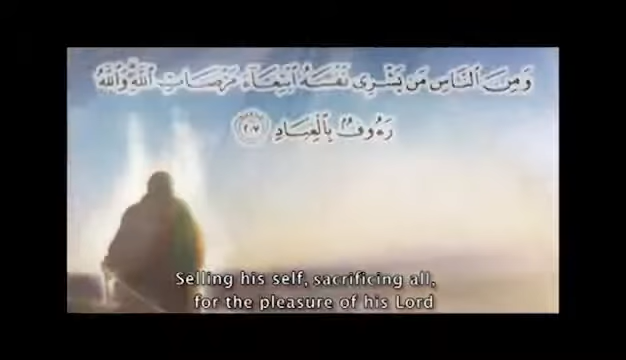 وَمِنَ ٱلنَّاسِ مَن يَشْرِى نَفْسَهُ ٱبْتِغَآءَ مَرْضَاتِ ٱللَّهِ وَٱللَّهُ
رَءُوفٌۢ بِٱلْعِبَادِ ٢٠٧
Selling his self, sacrificing all,
for the pleasure of his Lord